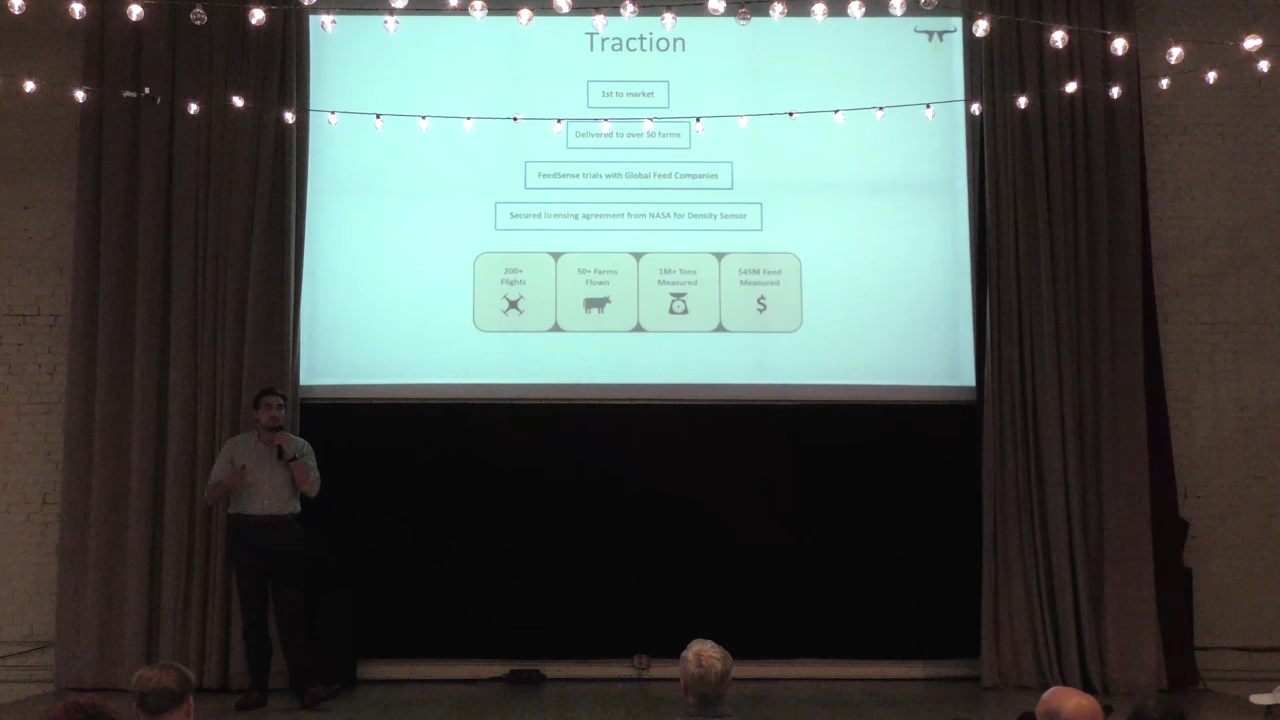 Traction
1st to market
Delivered to over 50 farms
FeedSense trials with Global Feed Companies
Secured licensing agreement from NASA for Density Sensor
200+
Flights
50+ Farms
Flown
1M+ Tons
Measured
$45M Feed
Measured
$